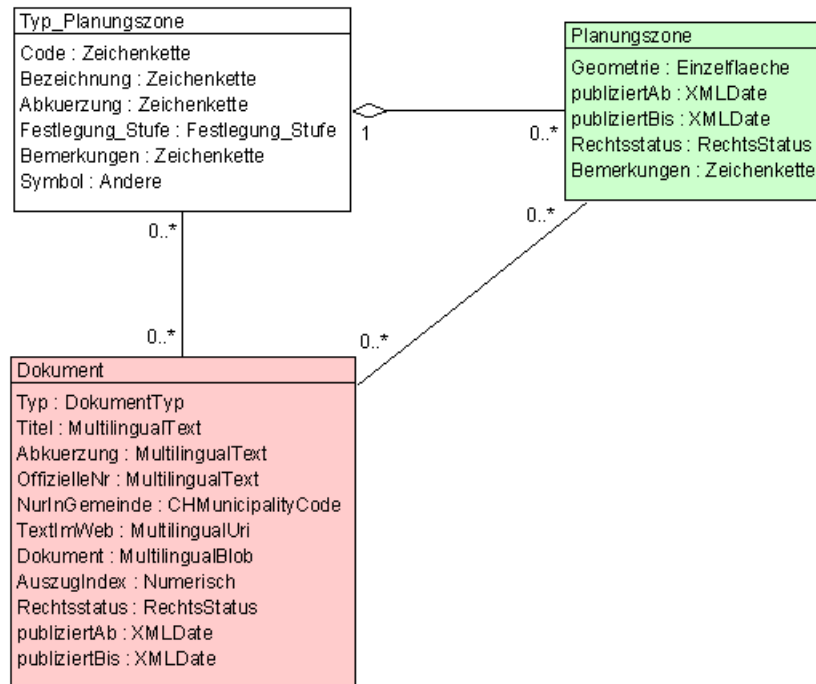 Typ_Planungszone
Code : Zeichenkette
Bezeichnung : Zeichenkette
Abkuerzung : Zeichenkette
Festlegung_Stufe : Festlegung_Stufe
Bemerkungen : Zeichenkette
Symbol : Andere
1
0..*
Planungszone
Geometrie : Einzelflaeche
publiziertAb : XMLDate
publiziertBis : XMLDate
Rechtsstatus : RechtsStatus
Bemerkungen : Zeichenkette
0..*
0..*
0..*
0..*
Dokument
Typ : DokumentTyp
Titel : MultilingualText
Abkuerzung : MultilingualText
OffizielleNr : MultilingualText
NurInGemeinde : CHMunicipalityCode
TextImWeb : MultilingualUri
Dokument : MultilingualBlob
AuszugIndex : Numerisch
Rechtsstatus : RechtsStatus
publiziertAb : XMLDate
publiziertBis : XMLDate